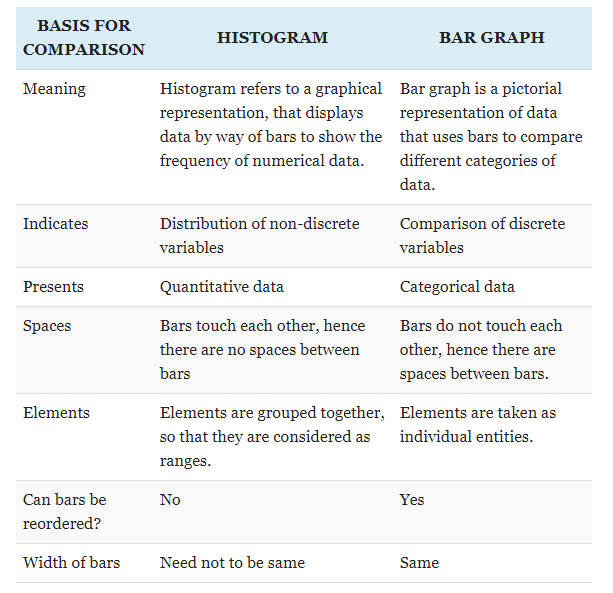 BASIS FOR
COMPARISON
HISTOGRAM
BAR GRAPH
Meaning
Histogram refers to a graphical
representation, that displays
data by way of bars to show the
frequency of numerical data.
Bar graph is a pictorial
representation of data
that uses bars to compare
different categories of
data.
Indicates
Distribution of non-discrete
variables
Comparison of discrete
variables
Presents
Quantitative data
Categorical data
Spaces
Bars touch each other, hence
there are no spaces between
bars
Bars do not touch each
other, hence there are
spaces between bars.
Elements
Elements are grouped together,
so that they are considered as
ranges.
Elements are taken as
individual entities.
Can bars be
reordered?
No
Yes
Width of bars
Need not to be same
Same